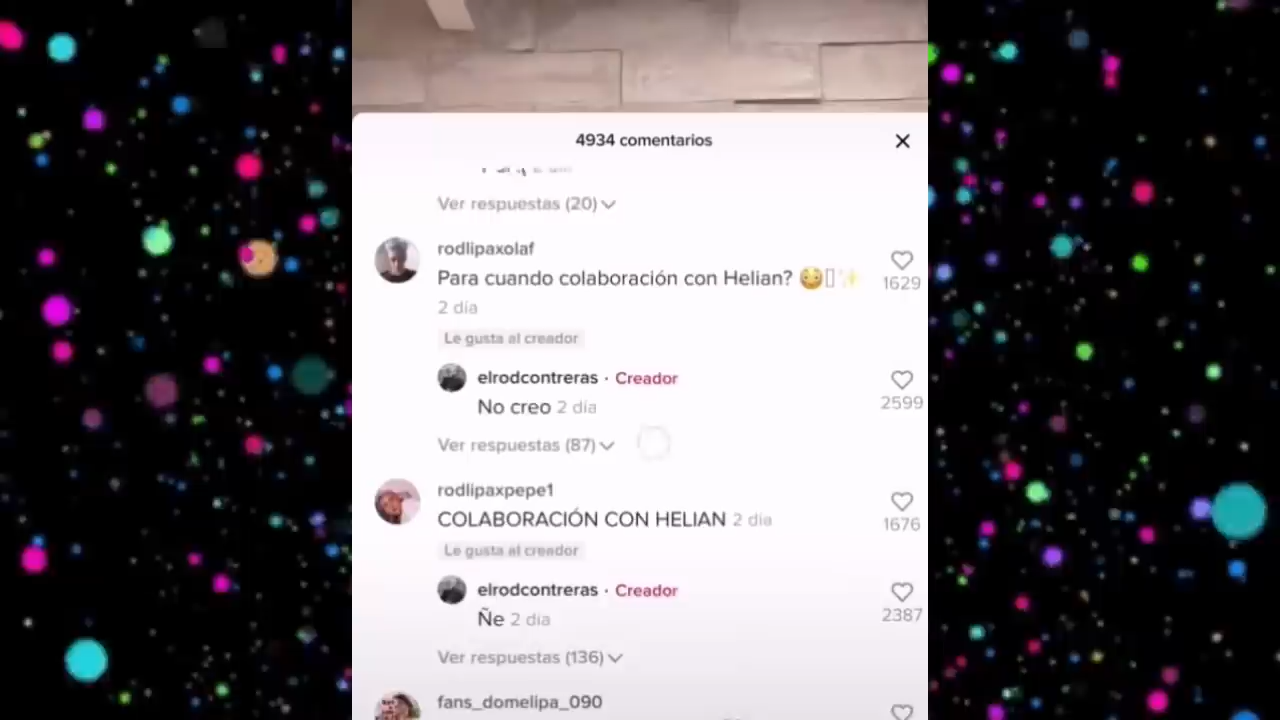 4934 comentarios
Ver respuestas (20)
rodlipaxolaf
Para cuando colaboración con Helian? 😳▯✨
1629
2 día
Le gusta al creador
elrodcontreras · Creador
No creo 2 día
2599
Ver respuestas (87)
rodlipaxpepe1
COLABORACIÓN CON HELIAN 2 día
1676
Le gusta al creador
elrodcontreras · Creador
Ñe 2 día
2387
Ver respuestas (136)
fans_domelipa_090